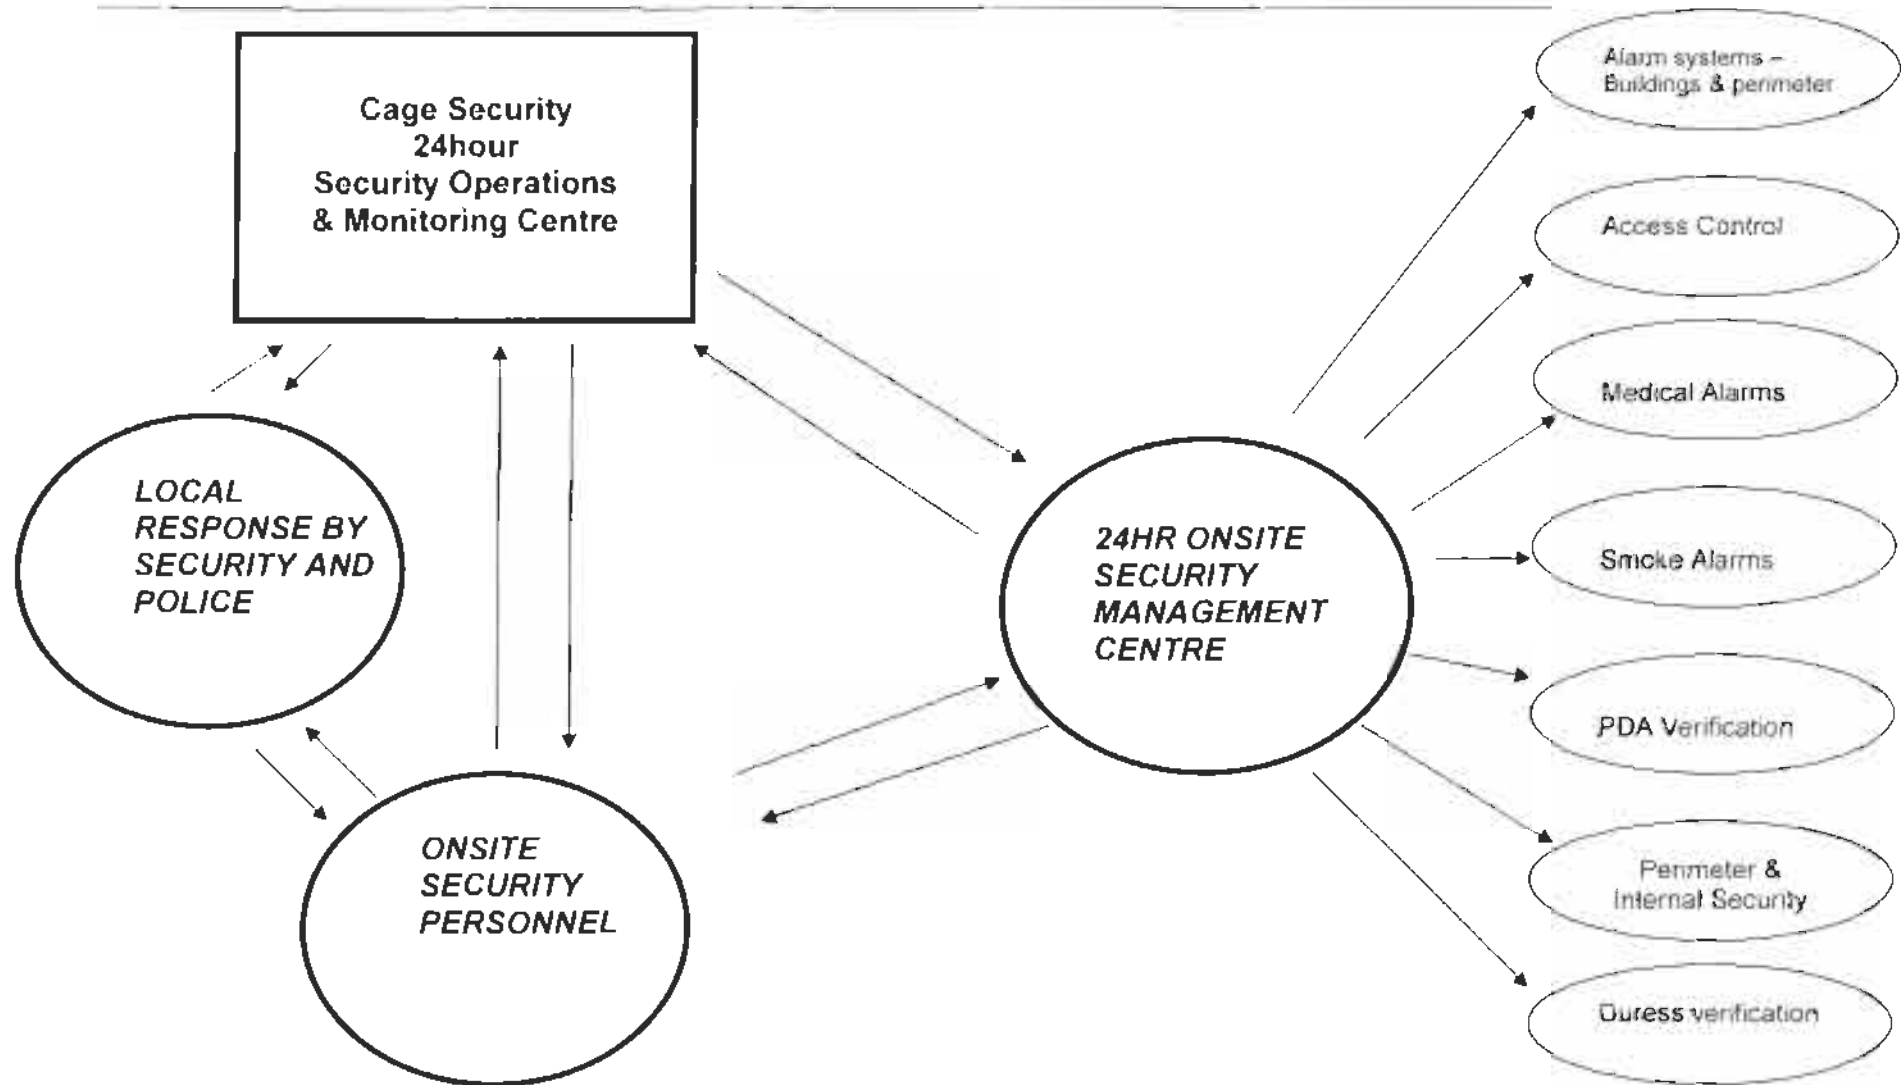 Cage Security
24hour
Security Operations
& Monitoring Centre
LOCAL
RESPONSE BY
SECURITY AND
POLICE
ONSITE
SECURITY
PERSONNEL
24HR ONSITE
SECURITY
MANAGEMENT
CENTRE
Alarm systems –
Buildings & perimeter
Access Control
Medical Alarms
Smoke Alarms
PDA Verification
Perimeter &
Internal Security
Duress verification